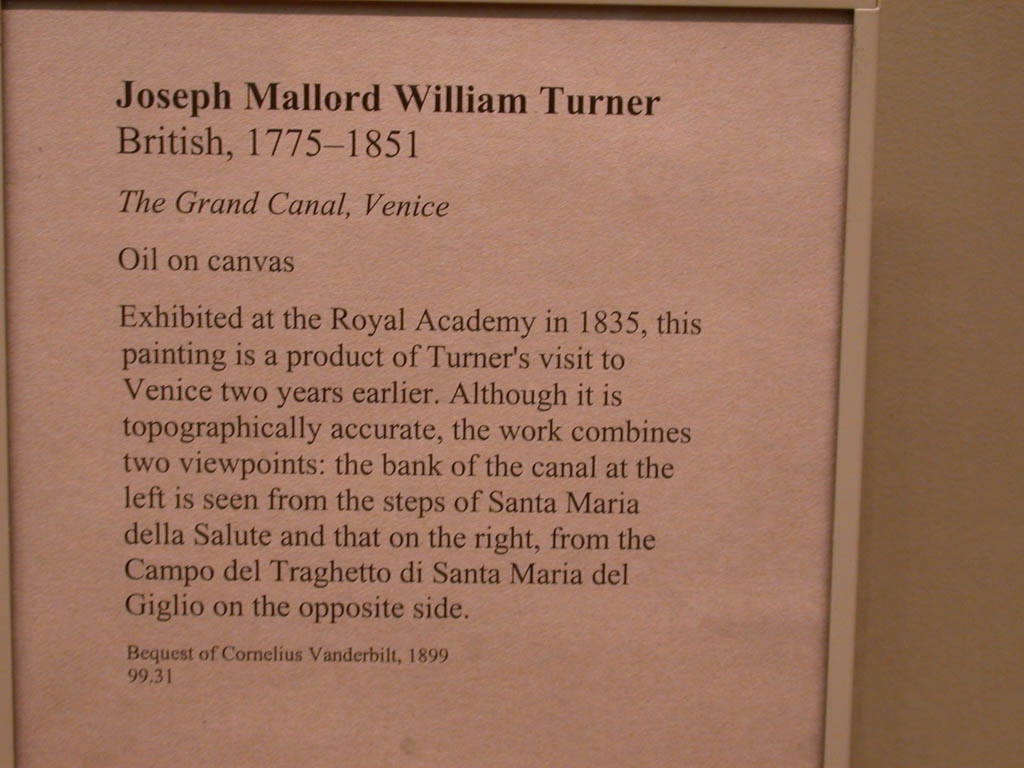 Joseph Mallord William Turner
British, 1775–1851
The Grand Canal, Venice
Oil on canvas
Exhibited at the Royal Academy in 1835, this
painting is a product of Turner's visit to
Venice two years earlier. Although it is
topographically accurate, the work combines
two viewpoints: the bank of the canal at the
left is seen from the steps of Santa Maria
della Salute and that on the right, from the
Campo del Traghetto di Santa Maria del
Giglio on the opposite side.
Bequest of Cornelius Vanderbilt, 1899
99.31